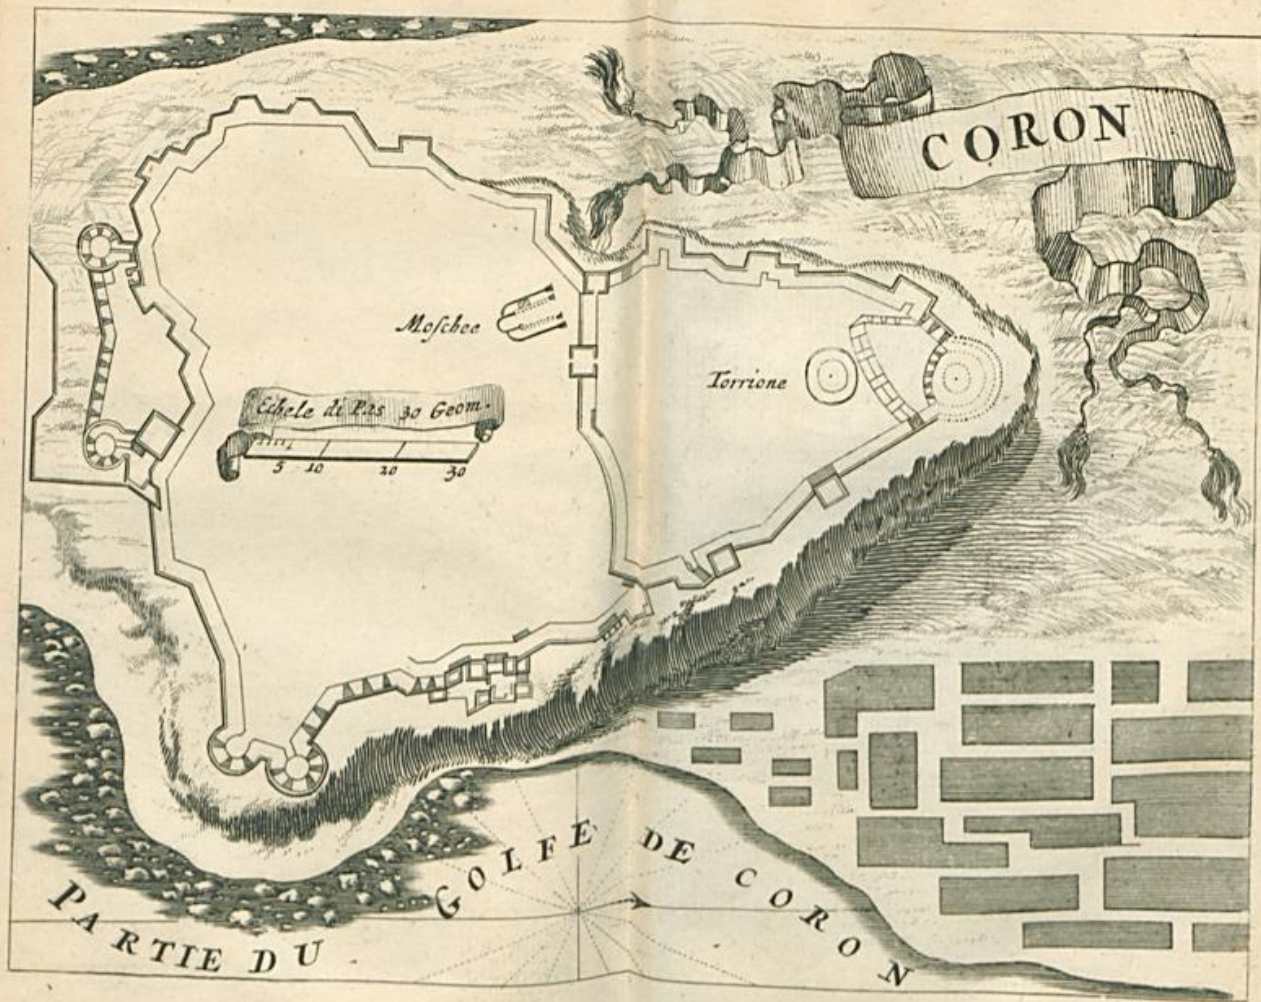 CORON
Moschee
Torrione
Echele di Pas 30 Geom.
5 10 20 30
PARTIE DU GOLFE DE CORON